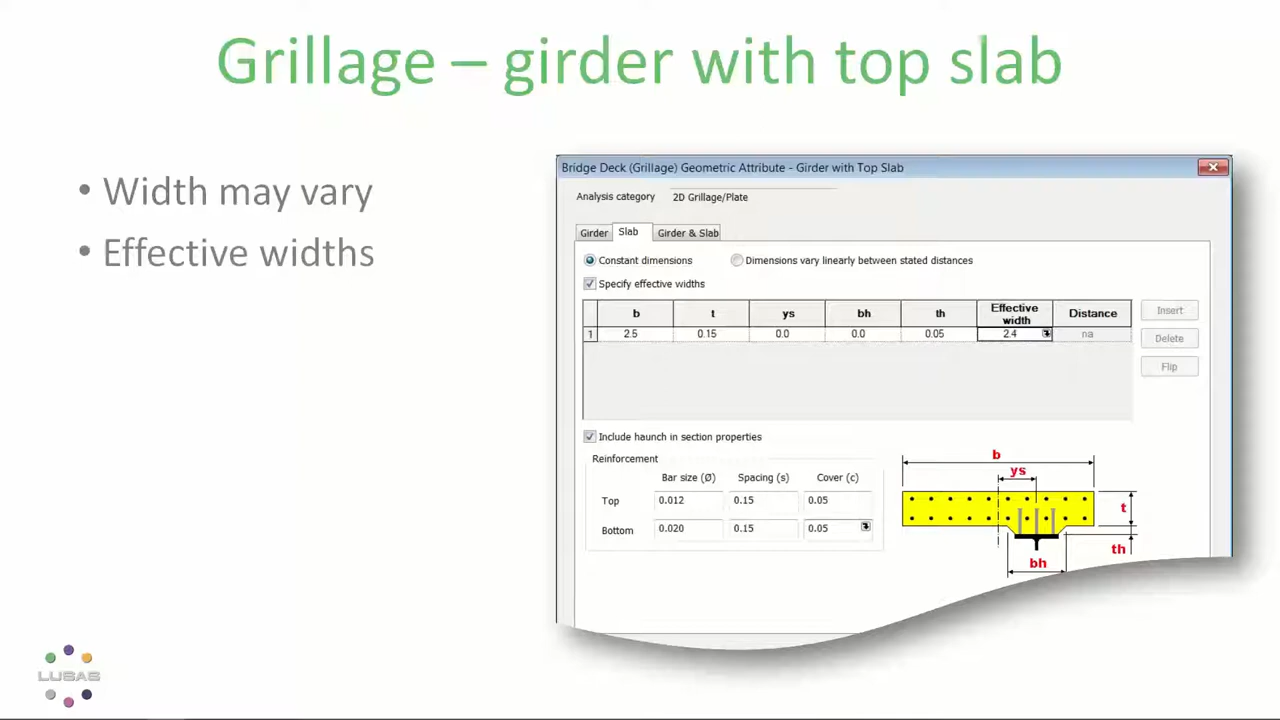 Grillage – girder with top slab
• Width may vary
• Effective widths
Bridge Deck (Grillage) Geometric Attribute - Girder with Top Slab
Analysis category 2D Grillage/Plate
Girder Slab Girder & Slab
Constant dimensions Dimensions vary linearly between stated distances
Specify effective widths
b t ys bh th Effective width Distance
1 2.5 0.15 0.0 0.0 0.05 2.4 na
Insert
Delete
Flip
Include haunch in section properties
Reinforcement
Bar size (Ø) Spacing (s) Cover (c)
Top 0.012 0.15 0.05
Bottom 0.020 0.15 0.05
b
ys
t
th
bh
LUSAS